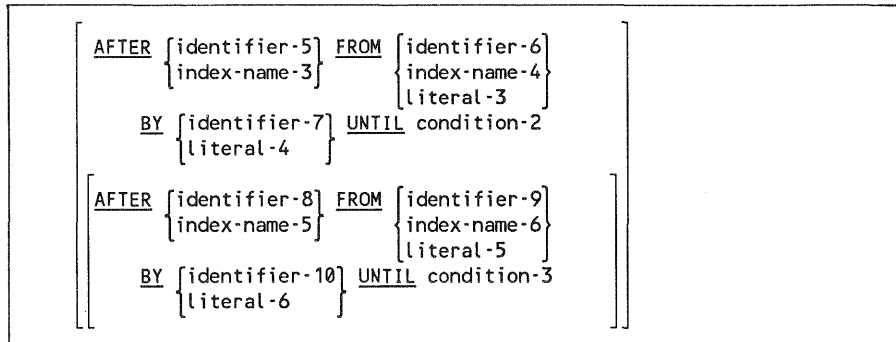 AFTER {identifier-5} FROM {identifier-6}
{index-name-3} {index-name-4}
{literal-3}
BY {identifier-7} UNTIL condition-2
{literal-4}
AFTER {identifier-8} FROM {identifier-9}
{index-name-5} {index-name-6}
{literal-5}
BY {identifier-10} UNTIL condition-3
{literal-6}